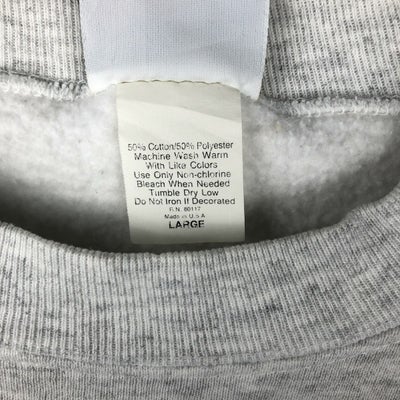 50% Cotton/50% Polyester
Machine Wash Warm
With Like Colors
Use Only Non-chlorine
Bleach When Needed
Tumble Dry Low
Do Not Iron If Decorated
R.N. 60117
Made in U.S.A
LARGE